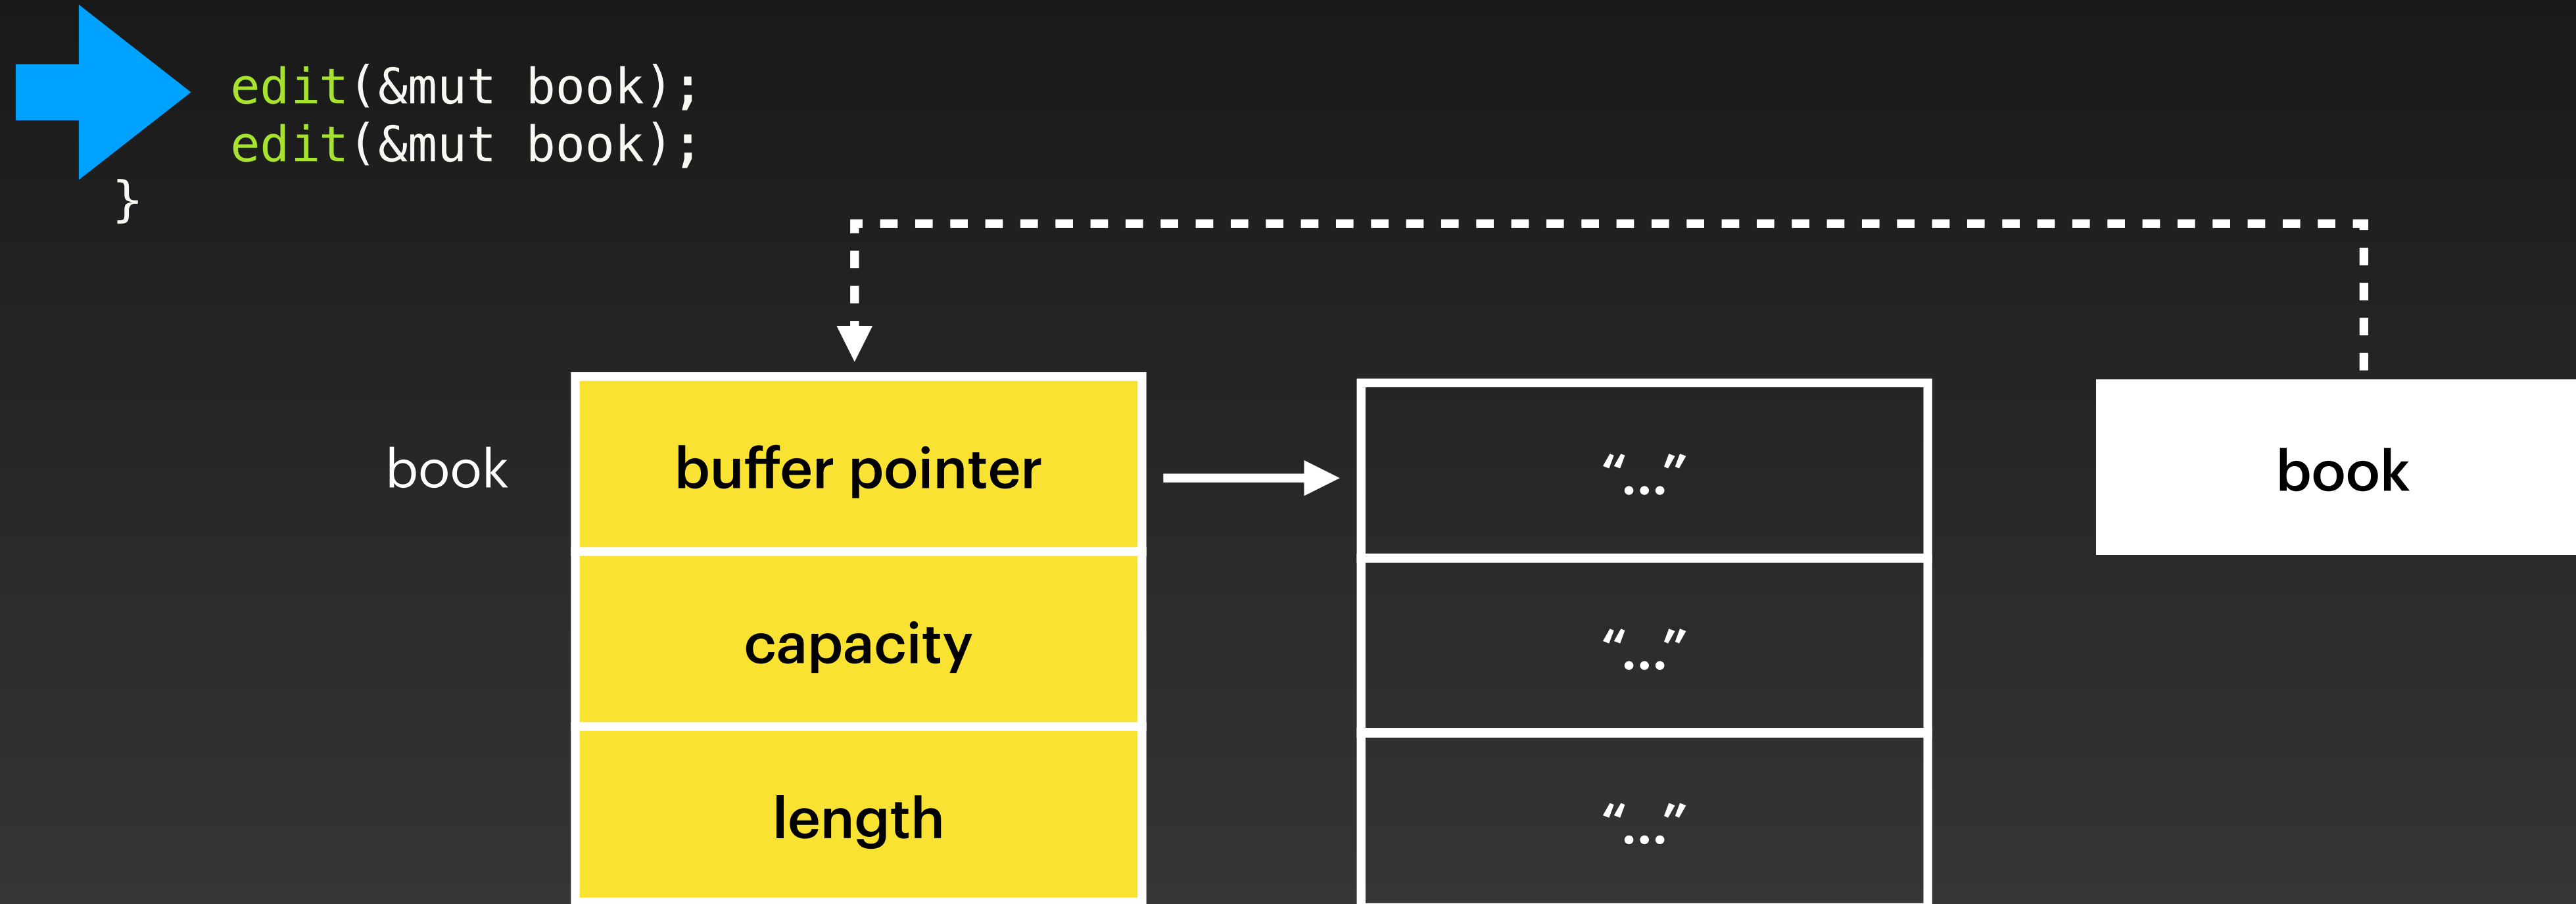 edit(&mut book);
edit(&mut book);
}
book
buffer pointer
“…”
book
capacity
“…”
length
“…”